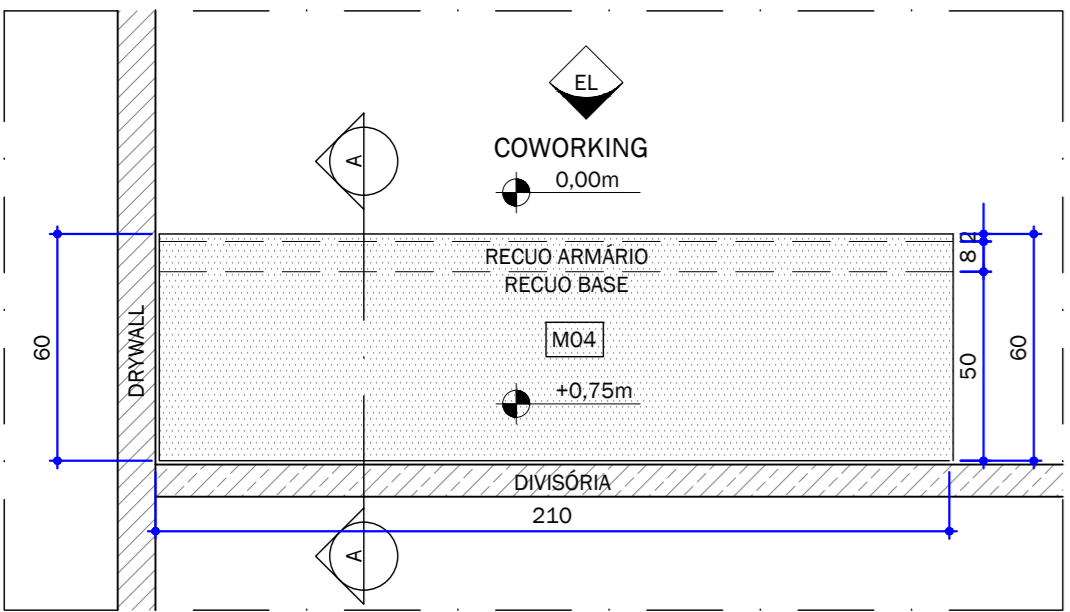 EL
COWORKING
0,00m
A
RECUO ARMÁRIO
RECUO BASE
2
8
M04
+0,75m
50
60
60
DRYWALL
DIVISÓRIA
210
A